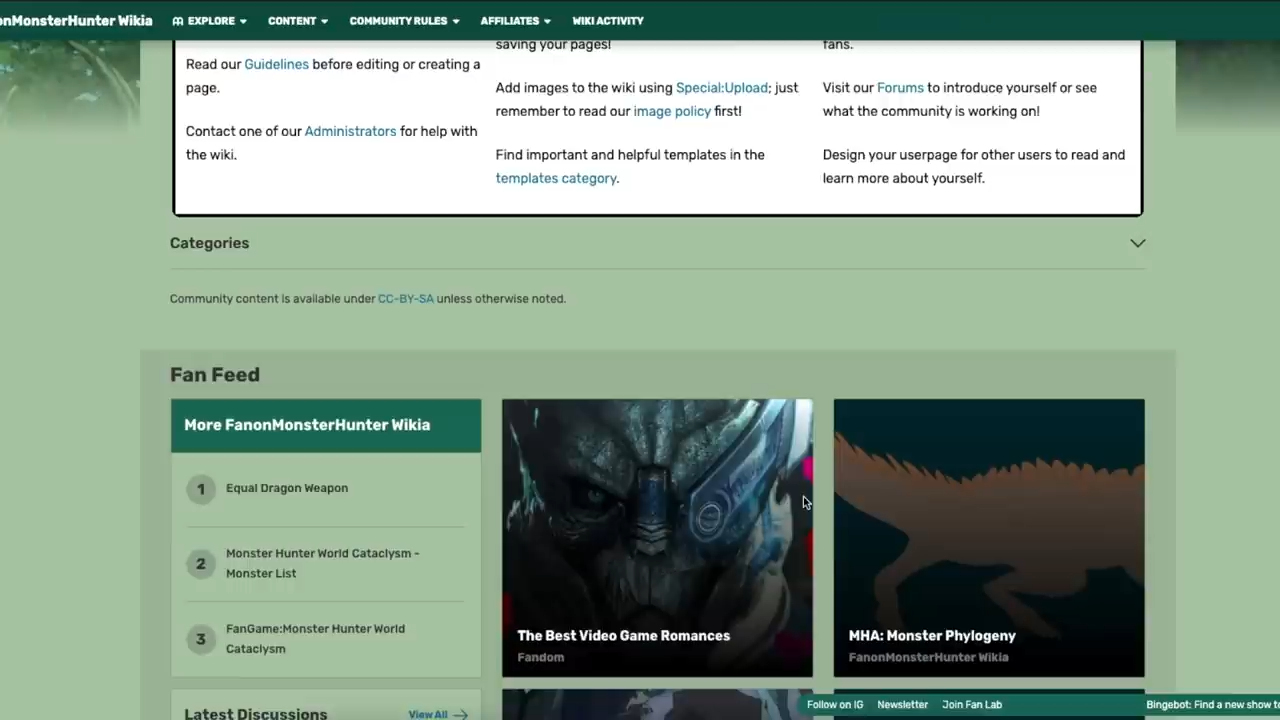 onMonsterHunter Wikia
EXPLORE
CONTENT
COMMUNITY RULES
AFFILIATES
WIKI ACTIVITY
Read our Guidelines before editing or creating a
page.
Contact one of our Administrators for help with
the wiki.
saving your pages!
Add images to the wiki using Special:Upload; just
remember to read our image policy first!
Find important and helpful templates in the
templates category.
fans.
Visit our Forums to introduce yourself or see
what the community is working on!
Design your userpage for other users to read and
learn more about yourself.
Categories
Community content is available under CC-BY-SA unless otherwise noted.
Fan Feed
More FanonMonsterHunter Wikia
1 Equal Dragon Weapon
2 Monster Hunter World Cataclysm -
Monster List
3 FanGame:Monster Hunter World
Cataclysm
The Best Video Game Romances
Fandom
MHA: Monster Phylogeny
FanonMonsterHunter Wikia
Latest Discussions
View All
Follow on IG
Newsletter
Join Fan Lab
Bingebot: Find a new show to